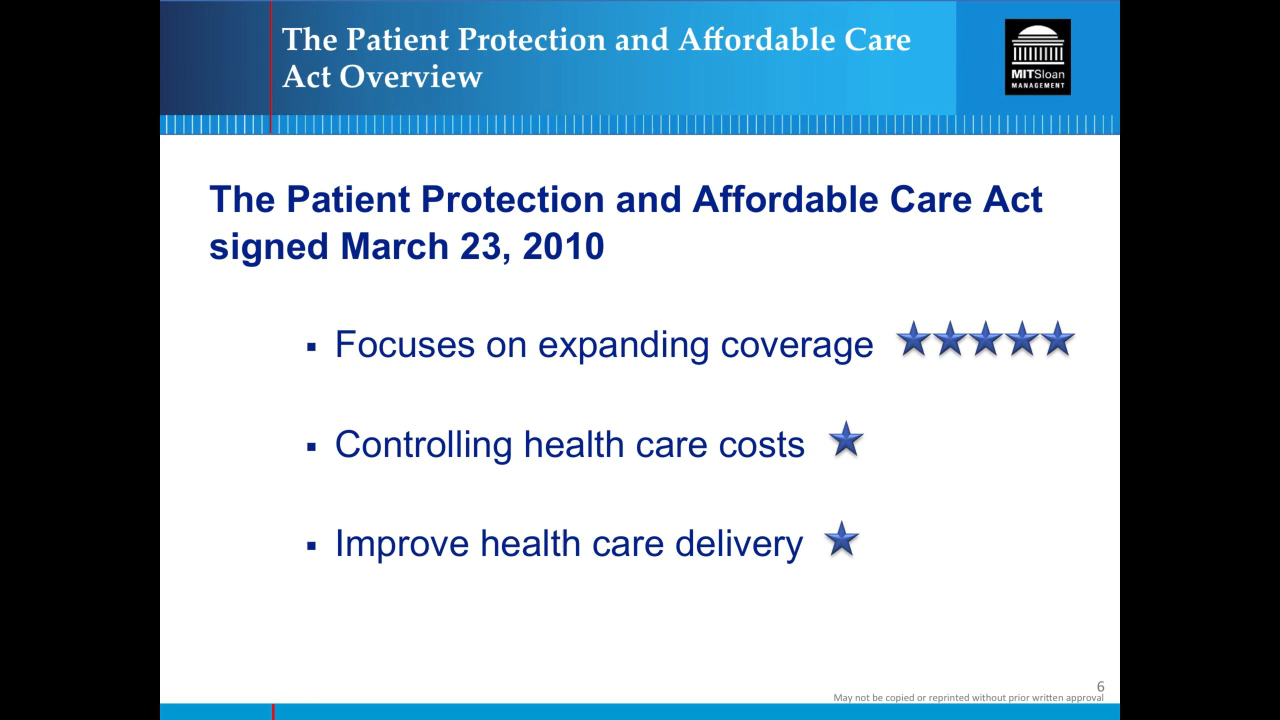 The Patient Protection and Affordable Care
Act Overview
MITSloan
MANAGEMENT
The Patient Protection and Affordable Care Act
signed March 23, 2010
▪ Focuses on expanding coverage
▪ Controlling health care costs
▪ Improve health care delivery
6
May not be copied or reprinted without prior written approval